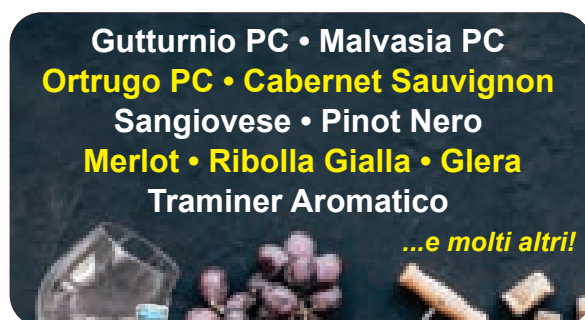 Gutturnio PC • Malvasia PC
Ortrugo PC • Cabernet Sauvignon
Sangiovese • Pinot Nero
Merlot • Ribolla Gialla • Glera
Traminer Aromatico
...e molti altri!